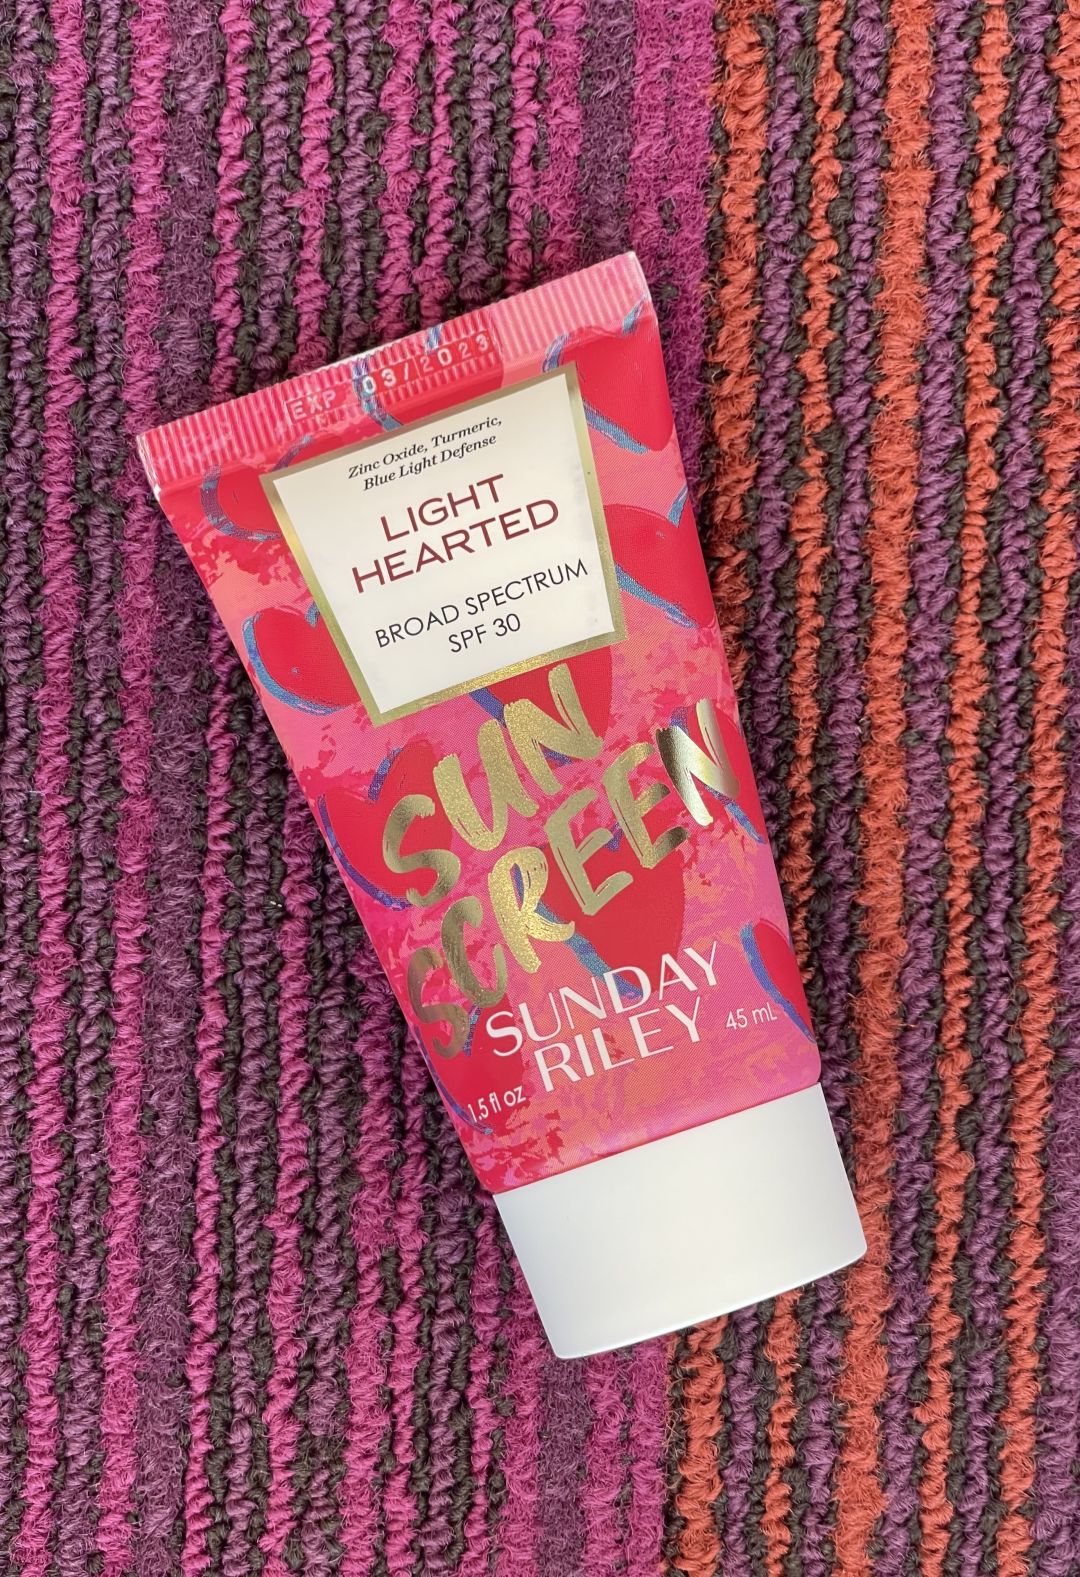 EXP 03/2023
Zinc Oxide, Turmeric,
Blue Light Defense
LIGHT
HEARTED
BROAD SPECTRUM
SPF 30
SUN
SCREEN
SUNDAY
RILEY
1.5 fl oz
45 mL